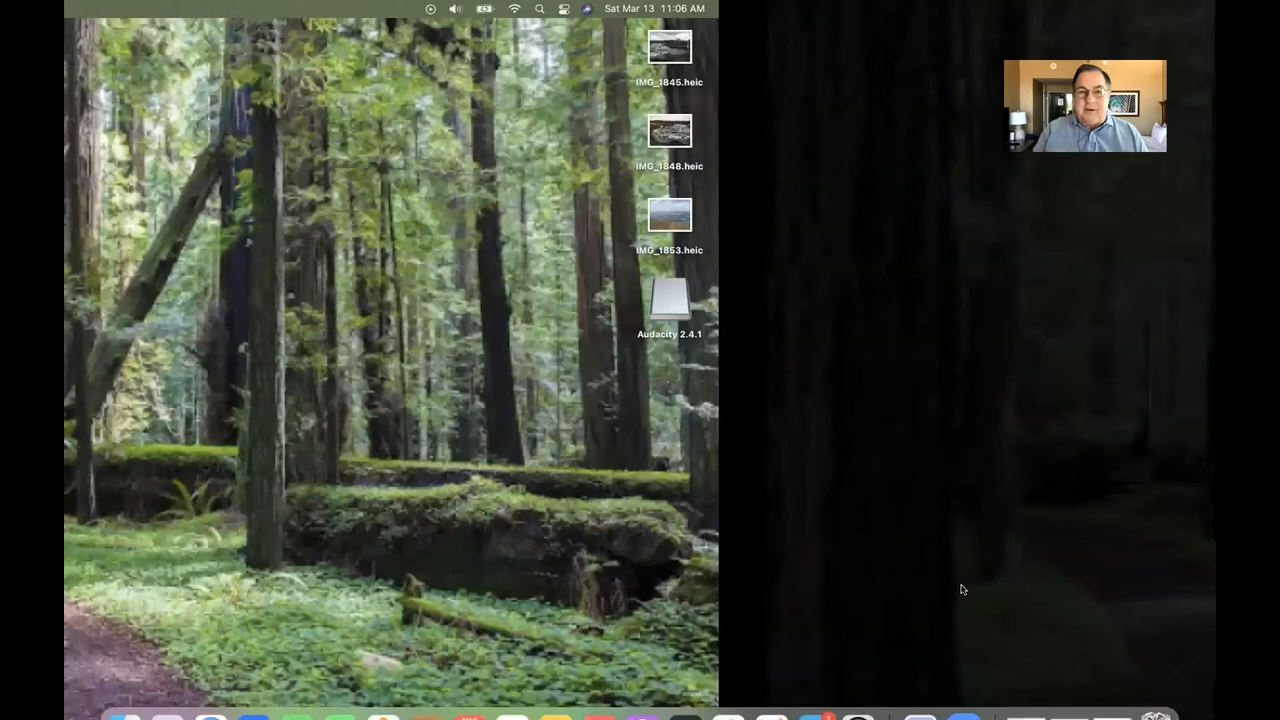 Sat Mar 13 11:06 AM
IMG_1845.heic
IMG_1848.heic
IMG_1853.heic
Audacity 2.4.1